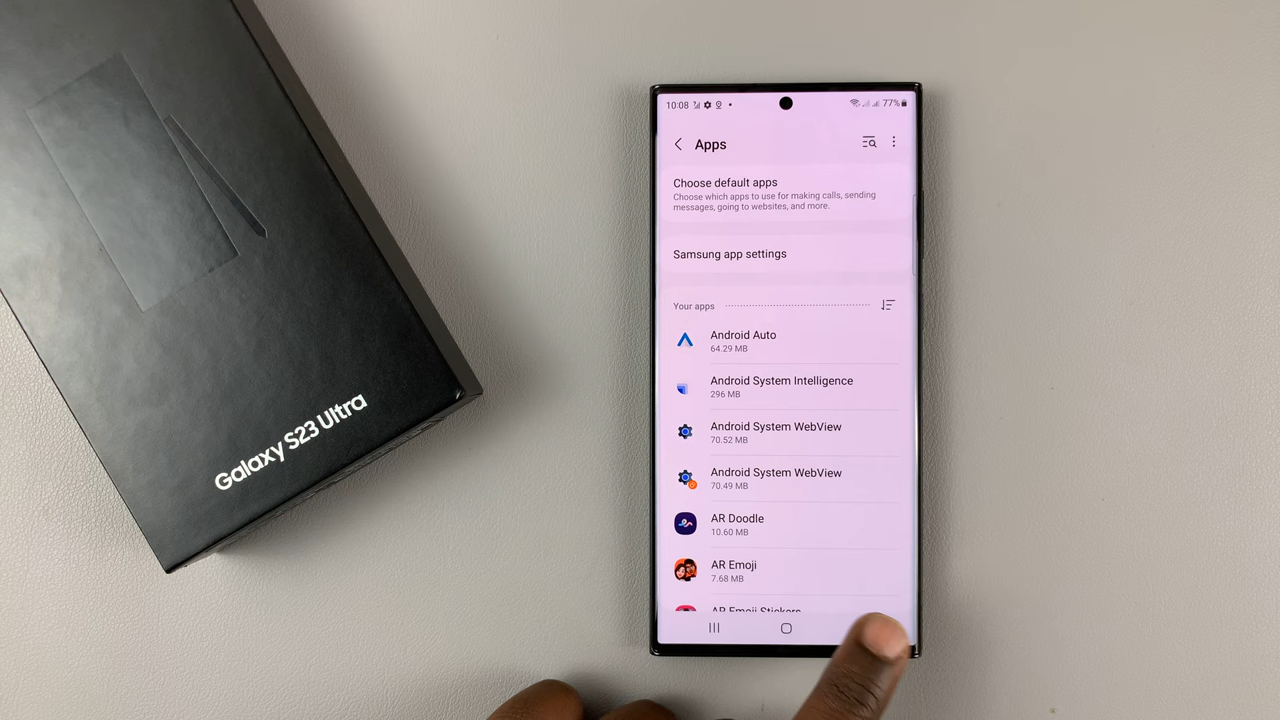 Galaxy S23 Ultra
10:08
77%
Apps
Choose default apps
Choose which apps to use for making calls, sending
messages, going to websites, and more.
Samsung app settings
Your apps
Android Auto
64.29 MB
Android System Intelligence
296 MB
Android System WebView
70.52 MB
Android System WebView
70.49 MB
AR Doodle
10.60 MB
AR Emoji
7.68 MB
AR Emoji Stickers